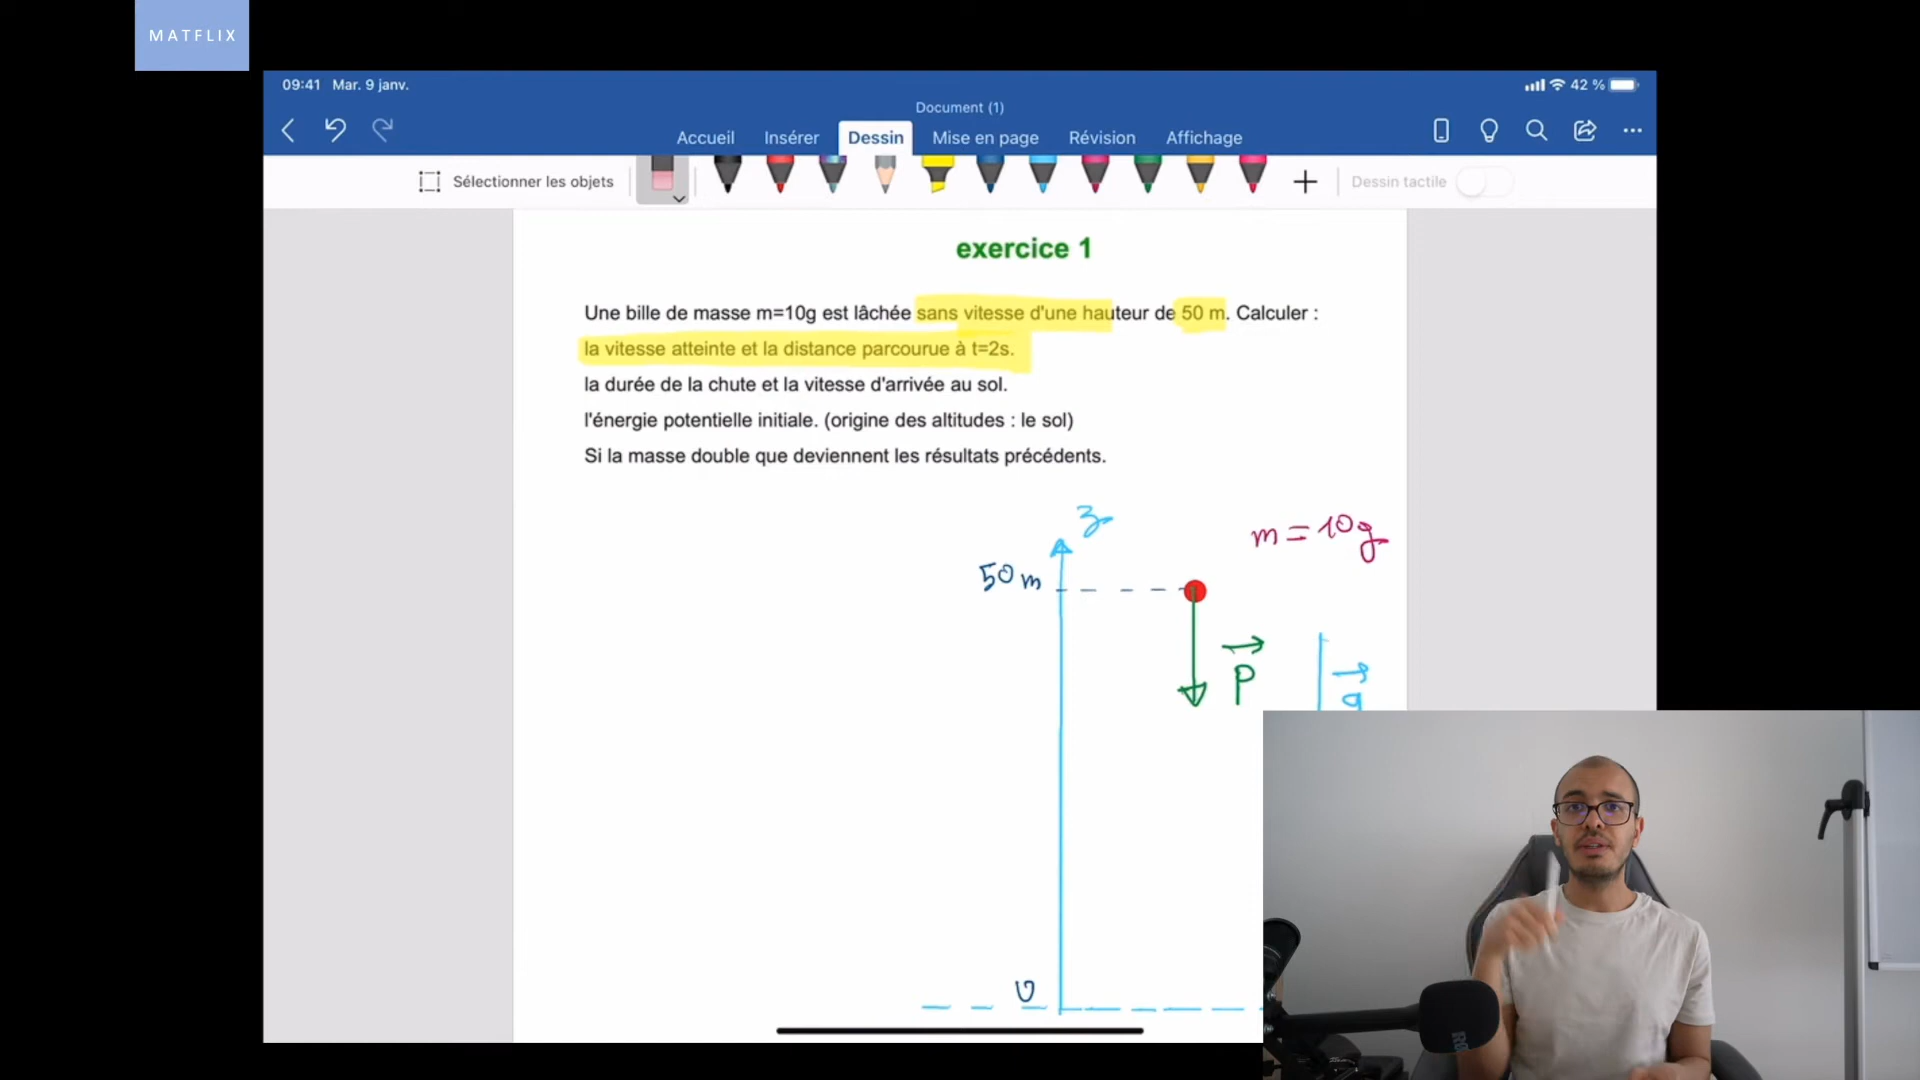 MATFLIX
09:41 Mar. 9 janv.
42 %
Document (1)
Accueil Insérer Dessin Mise en page Révision Affichage
Sélectionner les objets
Dessin tactile
exercice 1
Une bille de masse m=10g est lâchée sans vitesse d'une hauteur de 50 m. Calculer :
la vitesse atteinte et la distance parcourue à t=2s.
la durée de la chute et la vitesse d'arrivée au sol.
l'énergie potentielle initiale. (origine des altitudes : le sol)
Si la masse double que deviennent les résultats précédents.
z
m = 10g
50 m
P
0